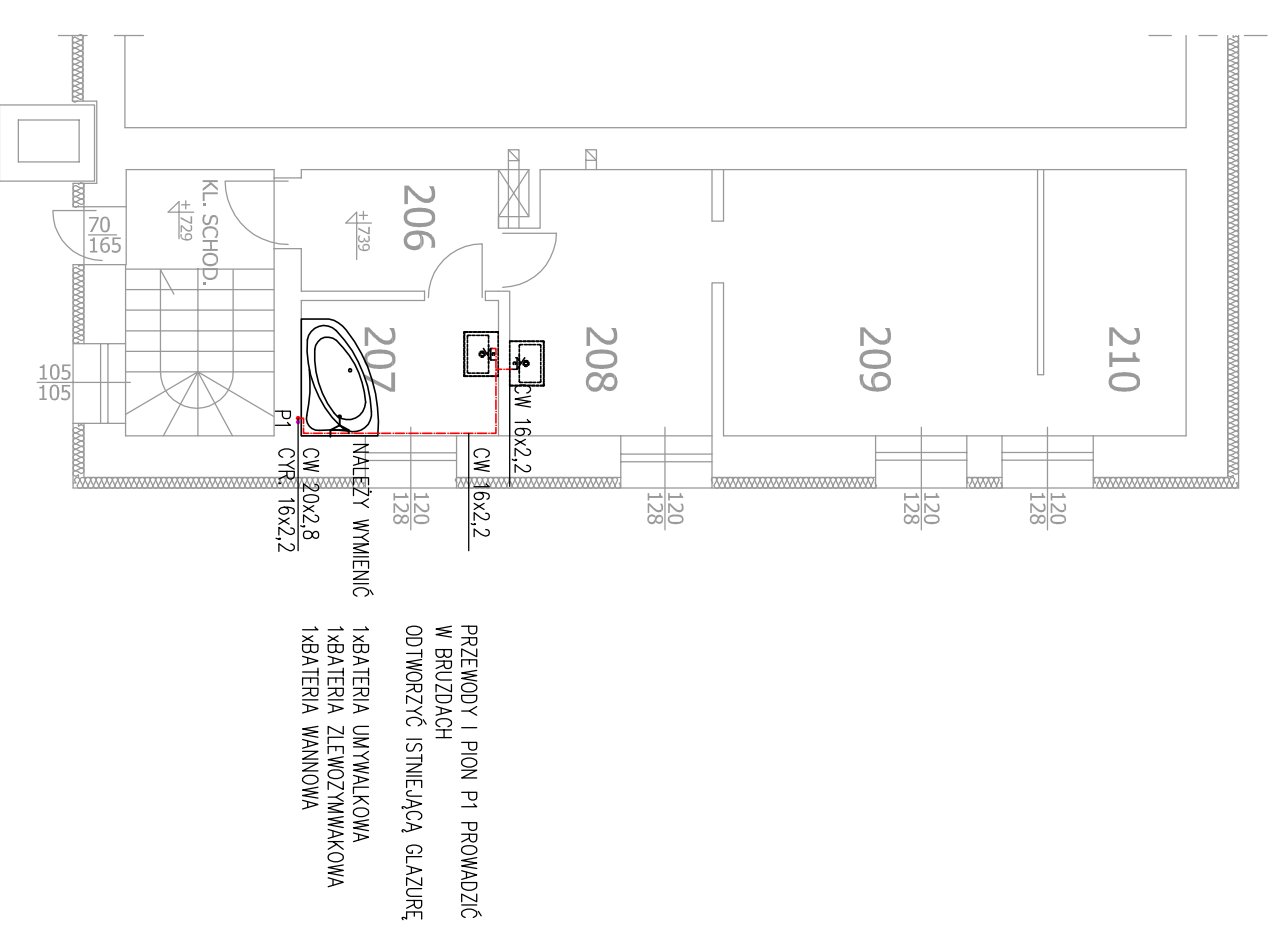 KL. SCHOD.
+729
70
165
105
105
206
+739
207
208
209
210
P1
CW 20x2,8
CYR. 16x2,2
CW 16x2,2
CW 16x2,2
120
128
120
128
120
128
120
128
NALEŻY WYMIENIĆ
1xBATERIA UMYWALKOWA
1xBATERIA ZLEWOZYMWAKOWA
1xBATERIA WANNOWA
PRZEWODY I PION P1 PROWADZIĆ
W BRUZDACH
ODTWORZYĆ ISTNIEJĄCĄ GLAZURĘ